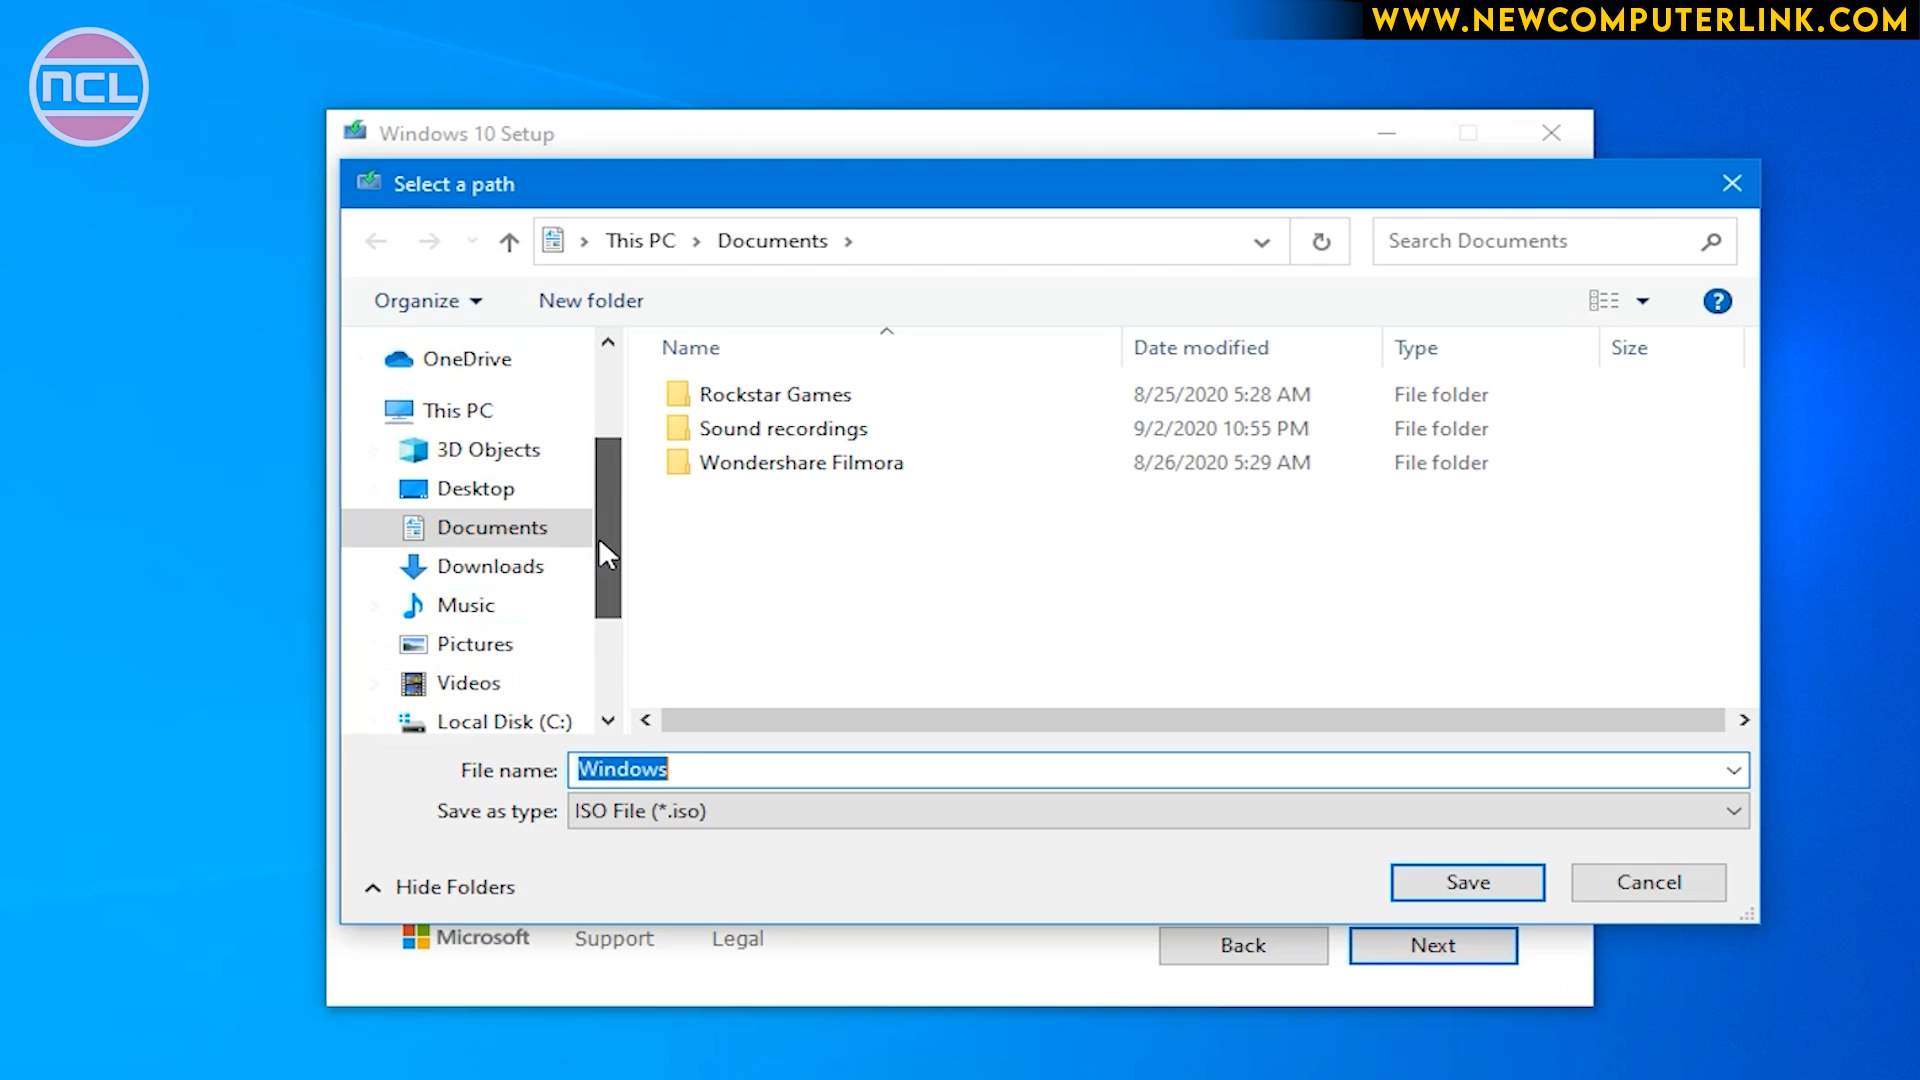 WWW.NEWCOMPUTERLINK.COM
NCL
Windows 10 Setup
Select a path
This PC
Documents
Search Documents
Organize
New folder
?
Name
Date modified
Type
Size
Rockstar Games
8/25/2020 5:28 AM
File folder
Sound recordings
9/2/2020 10:55 PM
File folder
Wondershare Filmora
8/26/2020 5:29 AM
File folder
OneDrive
This PC
3D Objects
Desktop
Documents
Downloads
Music
Pictures
Videos
Local Disk (C:)
File name:
Windows
Save as type:
ISO File (*.iso)
Hide Folders
Save
Cancel
Microsoft
Support
Legal
Back
Next